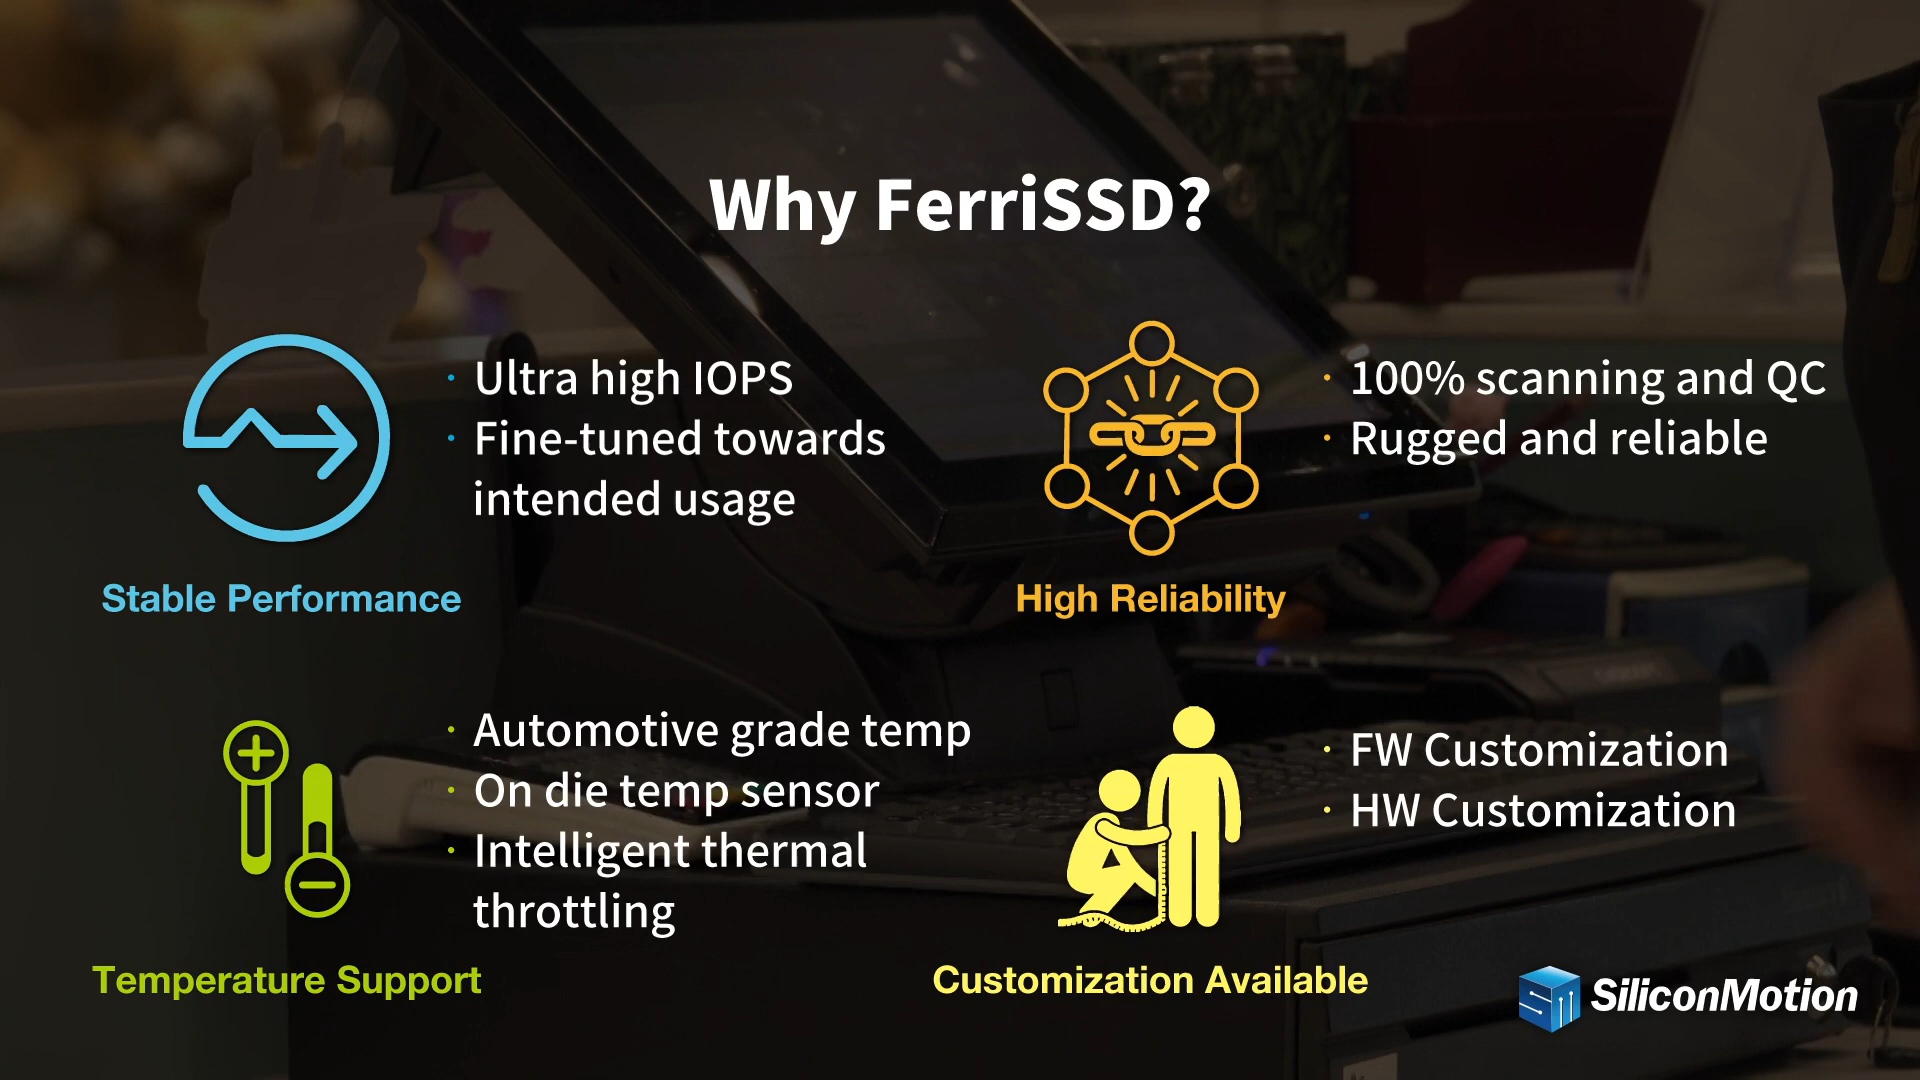 Why FerriSSD?
· Ultra high IOPS
· Fine-tuned towards
intended usage
Stable Performance
· 100% scanning and QC
· Rugged and reliable
High Reliability
· Automotive grade temp
· On die temp sensor
· Intelligent thermal
throttling
Temperature Support
· FW Customization
· HW Customization
Customization Available
SiliconMotion